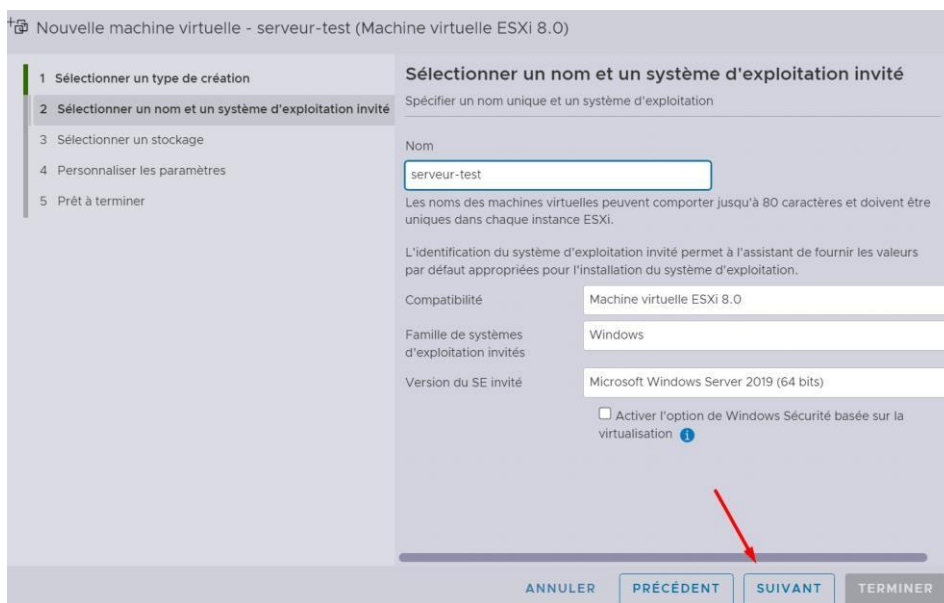 Nouvelle machine virtuelle - serveur-test (Machine virtuelle ESXi 8.0)
1 Sélectionner un type de création
2 Sélectionner un nom et un système d'exploitation invité
3 Sélectionner un stockage
4 Personnaliser les paramètres
5 Prêt à terminer
Sélectionner un nom et un système d'exploitation invité
Spécifier un nom unique et un système d'exploitation
Nom
serveur-test
Les noms des machines virtuelles peuvent comporter jusqu'à 80 caractères et doivent être
uniques dans chaque instance ESXi.
L'identification du système d'exploitation invité permet à l'assistant de fournir les valeurs
par défaut appropriées pour l'installation du système d'exploitation.
Compatibilité
Machine virtuelle ESXi 8.0
Famille de systèmes
d'exploitation invités
Windows
Version du SE invité
Microsoft Windows Server 2019 (64 bits)
Activer l'option de Windows Sécurité basée sur la
virtualisation
ANNULER PRÉCÉDENT SUIVANT TERMINER